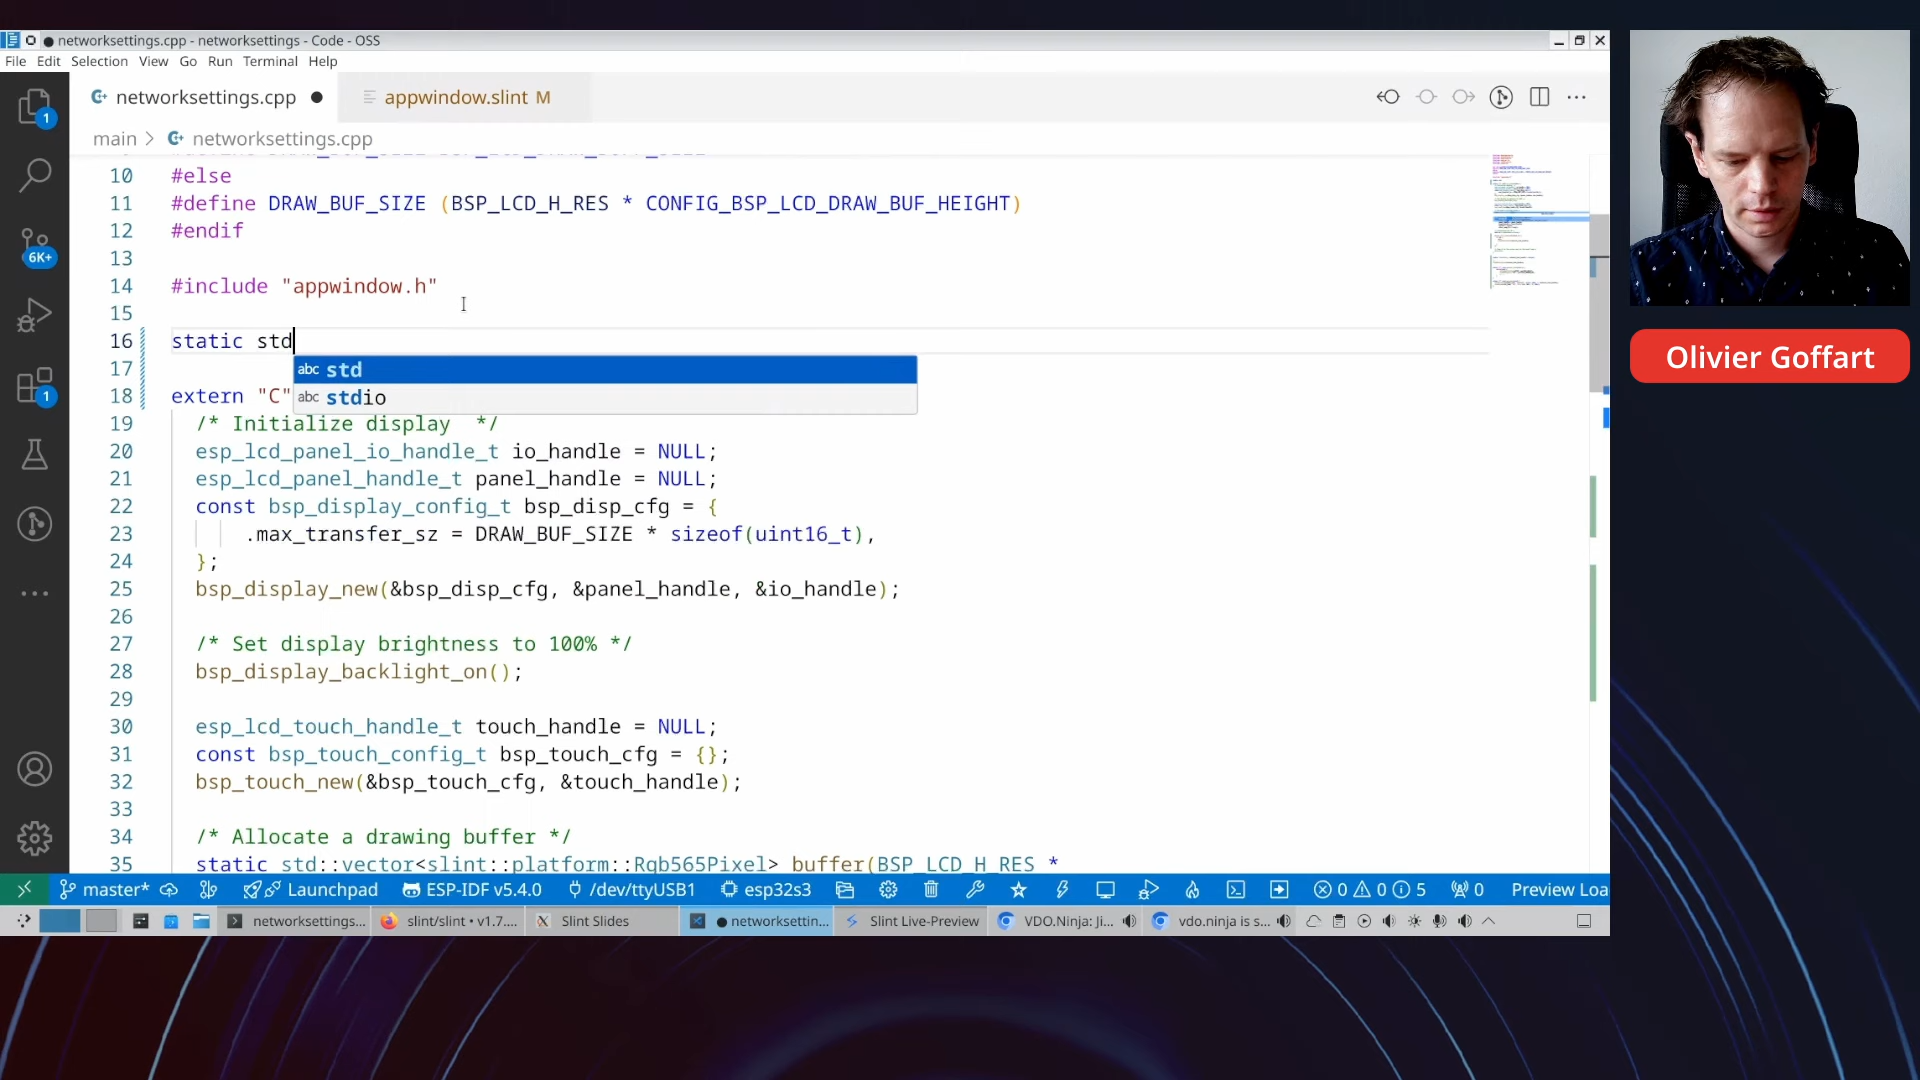 networksettings.cpp - networksettings - Code - OSS
File Edit Selection View Go Run Terminal Help
networksettings.cpp
appwindow.slint M
main > networksettings.cpp
10 #else
11 #define DRAW_BUF_SIZE (BSP_LCD_H_RES * CONFIG_BSP_LCD_DRAW_BUF_HEIGHT)
12 #endif
13
14 #include "appwindow.h"
15
16 static std
17
abc std
18 extern "C"
abc stdio
19 /* Initialize display */
20 esp_lcd_panel_io_handle_t io_handle = NULL;
21 esp_lcd_panel_handle_t panel_handle = NULL;
22 const bsp_display_config_t bsp_disp_cfg = {
23 .max_transfer_sz = DRAW_BUF_SIZE * sizeof(uint16_t),
24 };
25 bsp_display_new(&bsp_disp_cfg, &panel_handle, &io_handle);
26
27 /* Set display brightness to 100% */
28 bsp_display_backlight_on();
29
30 esp_lcd_touch_handle_t touch_handle = NULL;
31 const bsp_touch_config_t bsp_touch_cfg = {};
32 bsp_touch_new(&bsp_touch_cfg, &touch_handle);
33
34 /* Allocate a drawing buffer */
35 static std::vector<slint::platform::Rgb565Pixel> buffer(BSP_LCD_H_RES *
1
6K+
1
master* Launchpad ESP-IDF v5.4.0 /dev/ttyUSB1 esp32s3 0 0 5 0 Preview Loa
networksettings... slint/slint • v1.7.... Slint Slides networksettin... Slint Live-Preview VDO.Ninja: Ji... vdo.ninja is s...
Olivier Goffart